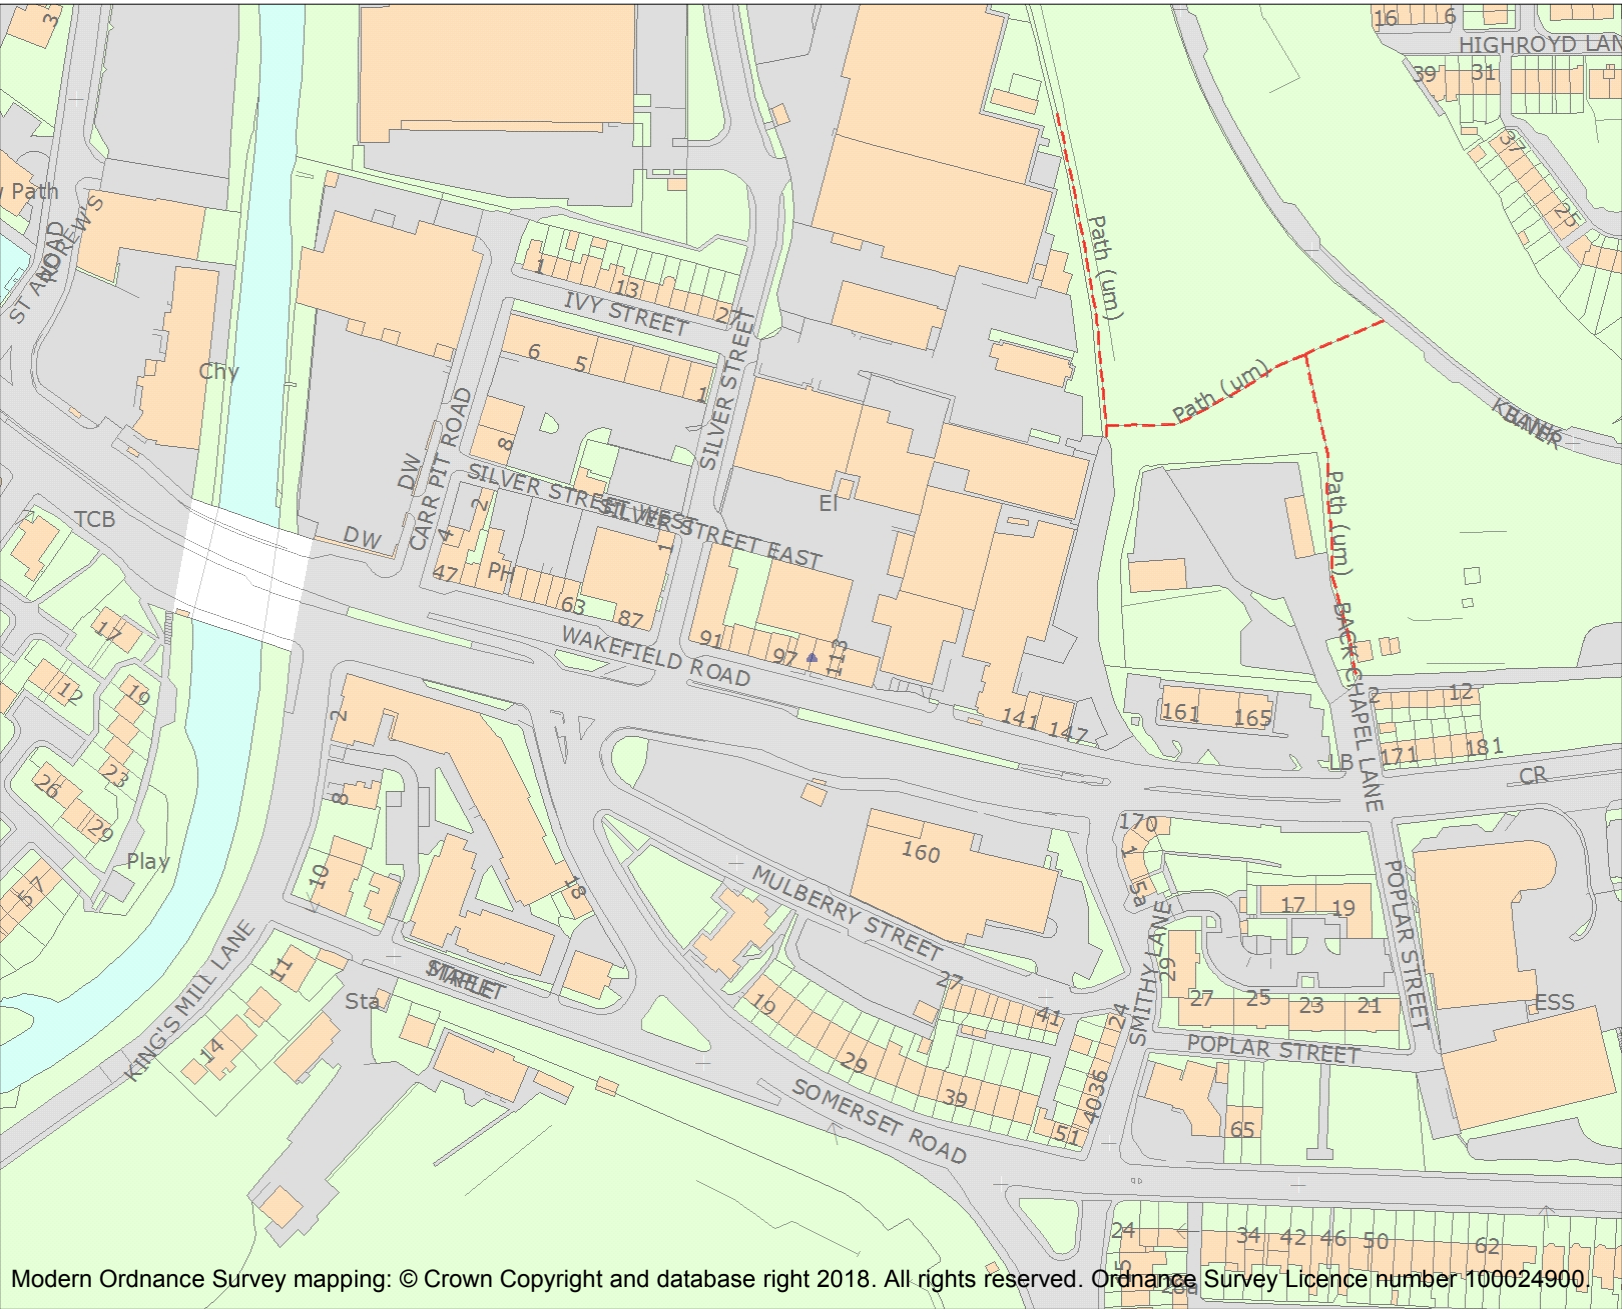 3
16
6
HIGHROYD LAN
39
31
37
25
y Path
ST ANDREW'S
ROAD
Path (um)
1
13
27
IVY STREET
6
5
1
SILVER STREET
Chy
Path (um)
KBANK
8
DW
CARR PIT ROAD
SILVER STREET WEST
SILVER STREET EAST
El
Path (um)
TCB
DW
2
4
1
47
PH
63
87
WAKEFIELD ROAD
91
97
113
BACK CHAPEL LANE
17
12
19
2
12
161
165
141
147
171
181
LB
CR
2
26
23
29
8
Play
57
10
18
160
170
1
5a
MULBERRY STREET
17
19
SMITHY LANE
POPLAR STREET
KING'S MILL LANE
11
STREET
Sta
14
19
27
41
24
29
27
25
23
21
ESS
POPLAR STREET
29
39
36
40
51
65
SOMERSET ROAD
24
34
42
46
50
62
15
28a
Modern Ordnance Survey mapping: © Crown Copyright and database right 2018. All rights reserved. Ordnance Survey Licence number 100024900.